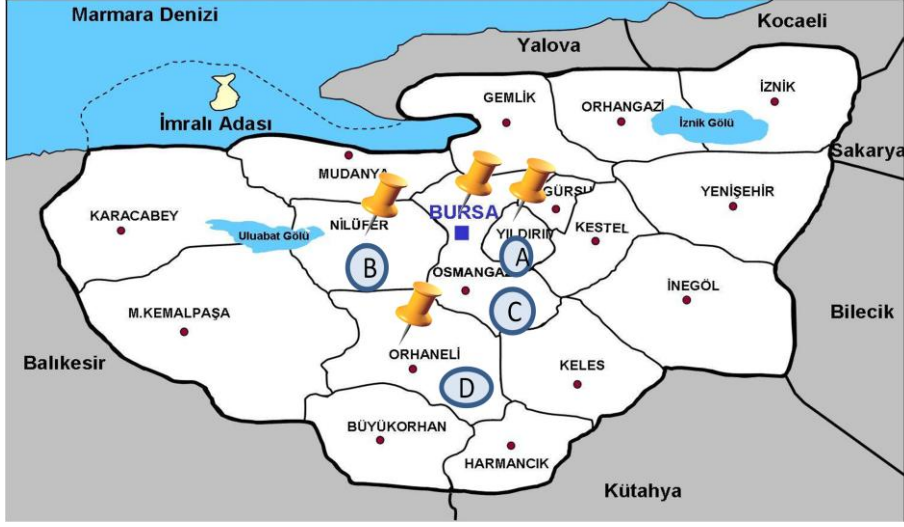 Marmara Denizi
Kocaeli
Yalova
İmralı Adası
GEMLİK
ORHANGAZİ
İZNİK
İznik Gölü
Sakarya
MUDANYA
KARACABEY
NİLÜFER
BURSA
GÜRSU
YENİŞEHİR
Uluabat Gölü
YILDIRIM
KESTEL
A
B
OSMANGAZİ
İNEGÖL
C
M.KEMALPAŞA
Bilecik
Balıkesir
ORHANELİ
D
KELES
BÜYÜKORHAN
HARMANCIK
Kütahya